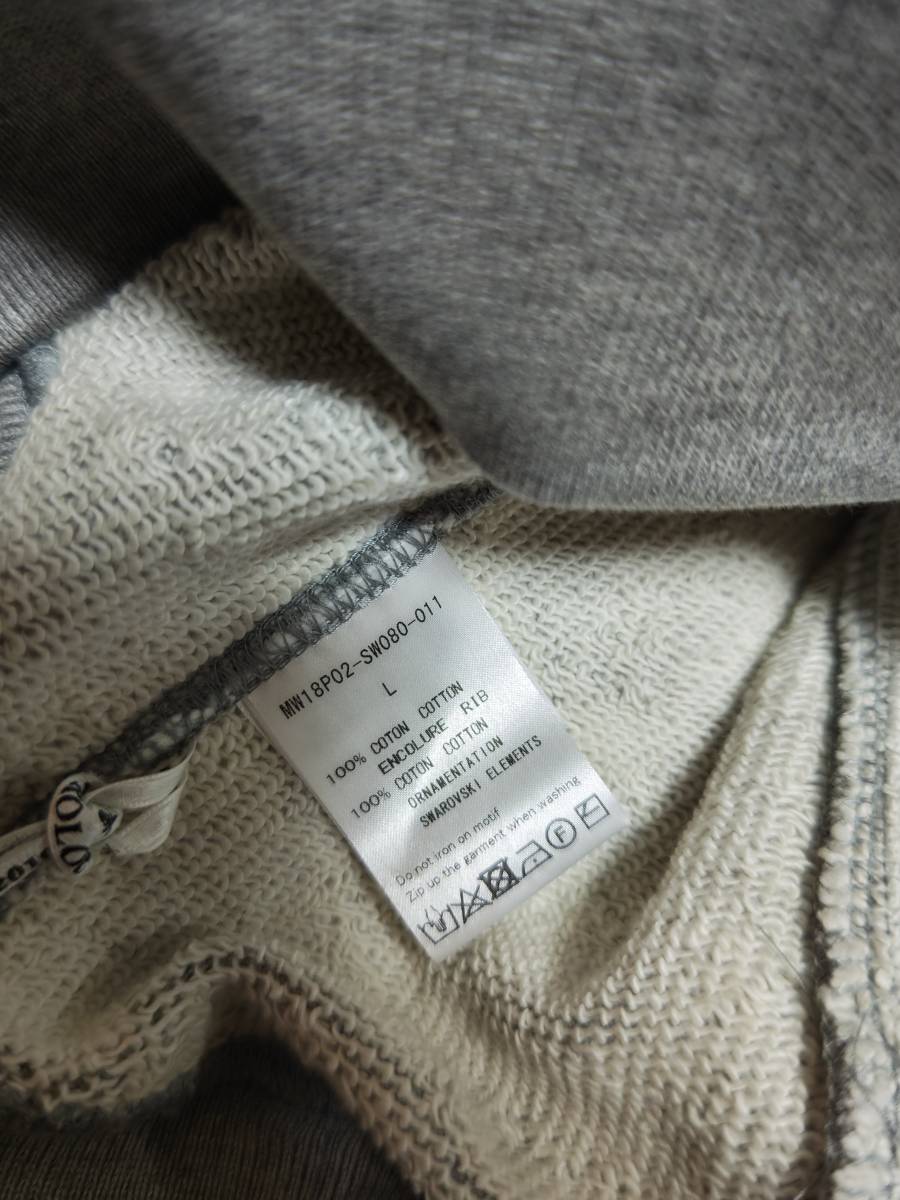 MW18P02-SW080-011
L
100% COTON COTTON
ENCOLURE RIB
100% COTON COTTON
ORNAMENTATION
SWAROVSKI ELEMENTS
Do not iron on motif
Zip up the garment when washing
F